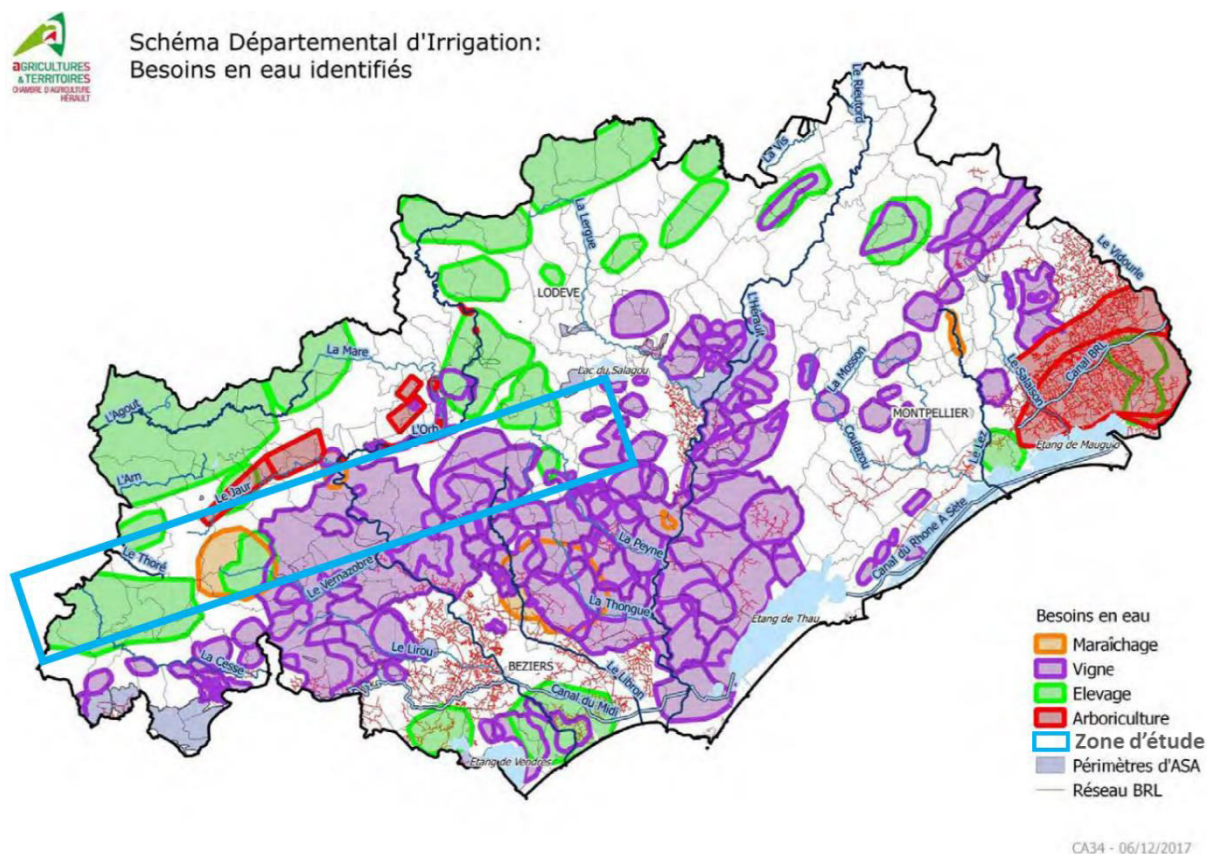 aGRICULTURES
& TERRITOIRES
CHAMBRE D'AGRICULTURE
HÉRAULT
Schéma Départemental d'Irrigation:
Besoins en eau identifiés
Le Rieutord
La Vis
La Lergue
Le Vidourle
LODEVE
L'Hérault
La Mare
Lac du Salagou
La Mosson
Le Salaison
Canal BRL
L'Agout
L'Orb
MONTPELLIER
Coulazou
Le Lez
Etang de Mauguio
L'Arn
Le Jaur
Le Thoré
La Peyne
Canal du Rhone A Sète
Le Vernazobre
La Thongue
Etang de Thau
Le Lirou
La Cesse
BEZIERS
Le Libron
Canal du Midi
Etang de Vendres
Besoins en eau
Maraîchage
Vigne
Elevage
Arboriculture
Zone d'étude
Périmètres d'ASA
Réseau BRL
CA34 - 06/12/2017